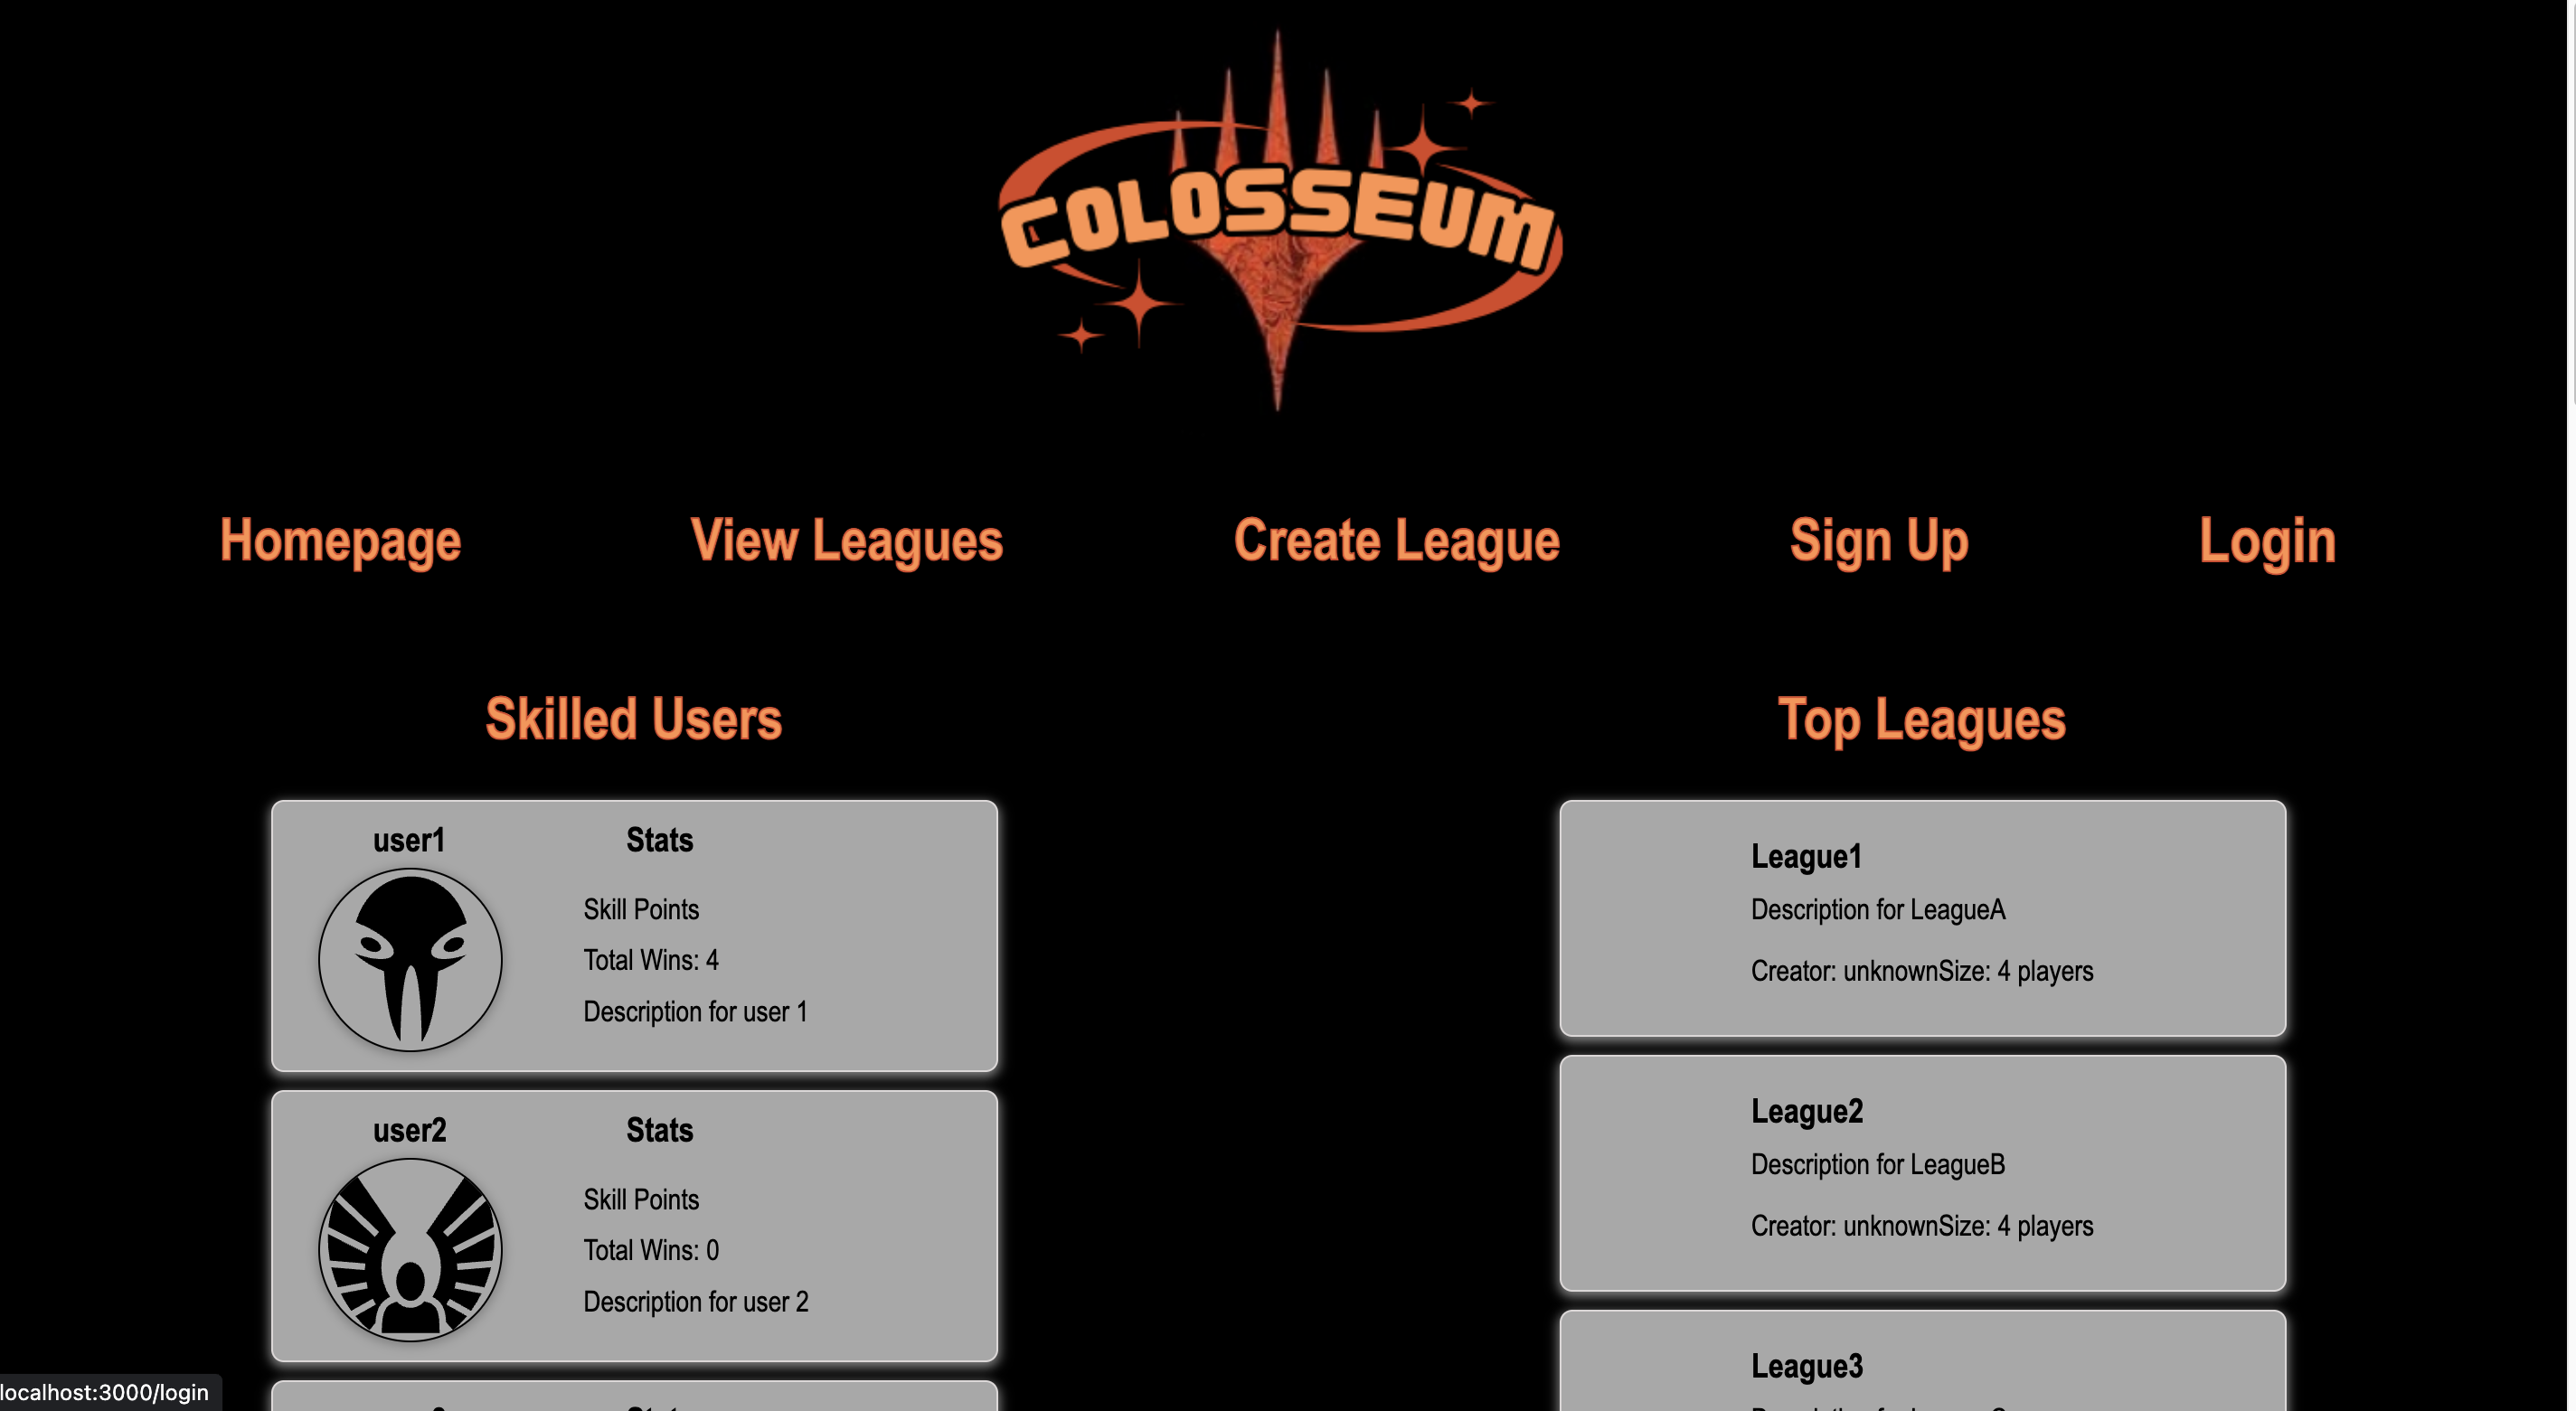 COLOSSEUM
Homepage View Leagues Create League Sign Up Login
Skilled Users
user1 Stats
Skill Points
Total Wins: 4
Description for user 1
user2 Stats
Skill Points
Total Wins: 0
Description for user 2
Top Leagues
League1
Description for LeagueA
Creator: unknownSize: 4 players
League2
Description for LeagueB
Creator: unknownSize: 4 players
League3
localhost:3000/login